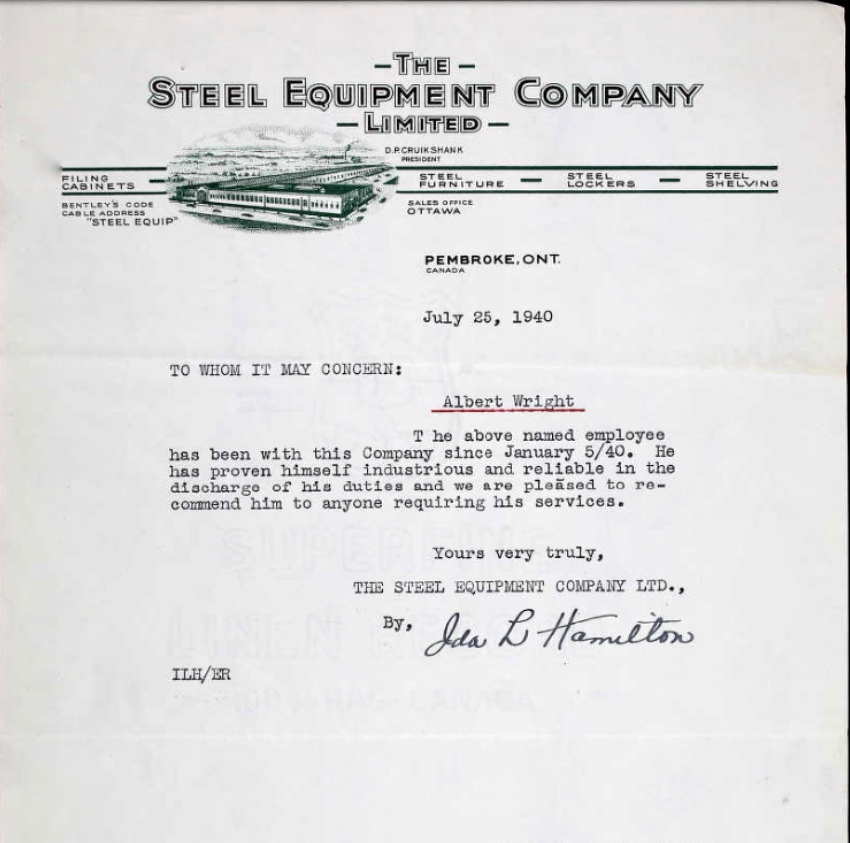 THE
STEEL EQUIPMENT COMPANY
LIMITED
D.P. CRUIKSHANK
PRESIDENT
FILING
CABINETS
STEEL
FURNITURE
STEEL
LOCKERS
STEEL
SHELVING
BENTLEY'S CODE
CABLE ADDRESS
"STEEL EQUIP"
SALES OFFICE
OTTAWA
PEMBROKE, ONT.
CANADA
July 25, 1940
TO WHOM IT MAY CONCERN:
Albert Wright
T he above named employee
has been with this Company since January 5/40. He
has proven himself industrious and reliable in the
discharge of his duties and we are pleased to re-
commend him to anyone requiring his services.
Yours very truly,
THE STEEL EQUIPMENT COMPANY LTD.,
By, Ida L Hamilton
ILH/ER
SUPERFINE
LINEN RECORD